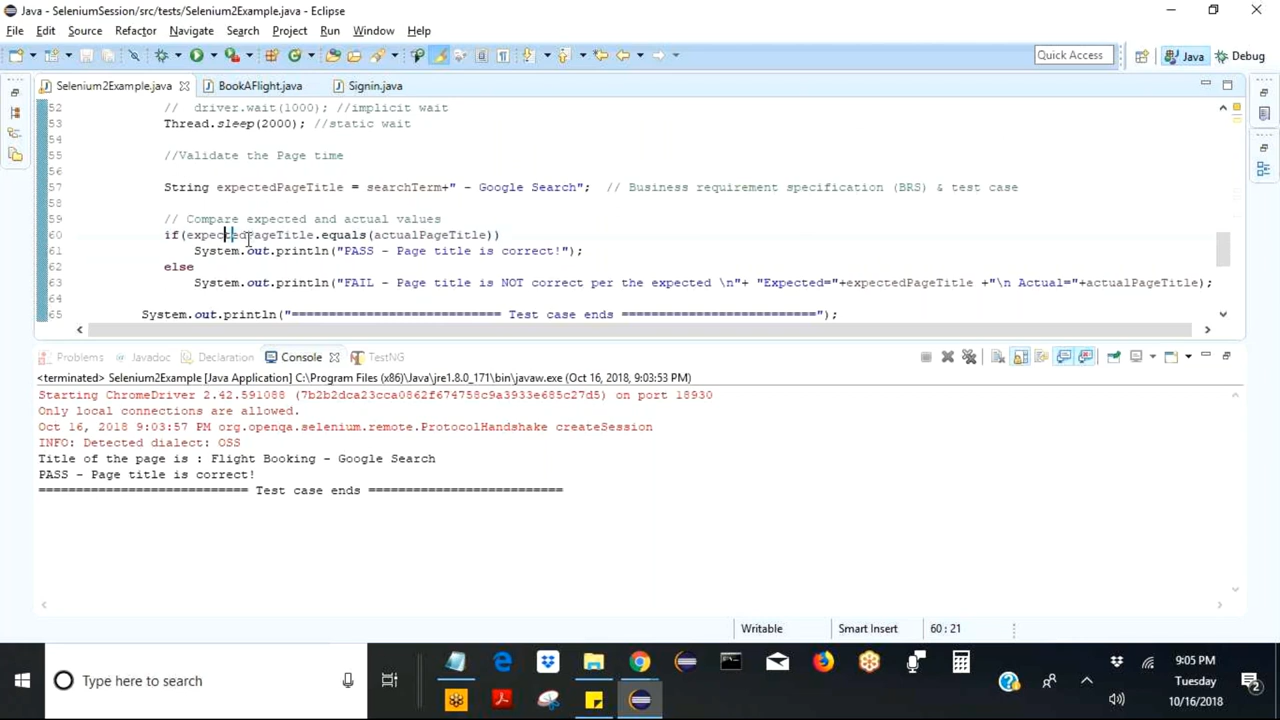 Java - SeleniumSession/src/tests/Selenium2Example.java - Eclipse
File Edit Source Refactor Navigate Search Project Run Window Help
Quick Access Java Debug
Selenium2Example.java BookAFlight.java Signin.java
52 // driver.wait(1000); //implicit wait
53 Thread.sleep(2000); //static wait
54
55 //Validate the Page time
56
57 String expectedPageTitle = searchTerm+" - Google Search"; // Business requirement specification (BRS) & test case
58
59 // Compare expected and actual values
60 if(expectedPageTitle.equals(actualPageTitle))
61 System.out.println("PASS - Page title is correct!");
62 else
63 System.out.println("FAIL - Page title is NOT correct per the expected \n"+ "Expected="+expectedPageTitle +"\n Actual="+actualPageTitle);
64
65 System.out.println("============================ Test case ends ==========================");
Problems Javadoc Declaration Console TestNG
<terminated> Selenium2Example [Java Application] C:\Program Files (x86)\Java\jre1.8.0_171\bin\javaw.exe (Oct 16, 2018, 9:03:53 PM)
Starting ChromeDriver 2.42.591088 (7b2b2dca23cca0862f674758c9a3933e685c27d5) on port 18930
Only local connections are allowed.
Oct 16, 2018 9:03:57 PM org.openqa.selenium.remote.ProtocolHandshake createSession
INFO: Detected dialect: OSS
Title of the page is : Flight Booking - Google Search
PASS - Page title is correct!
============================ Test case ends ==========================
Writable Smart Insert 60 : 21
Type here to search
9:05 PM
Tuesday
10/16/2018
2